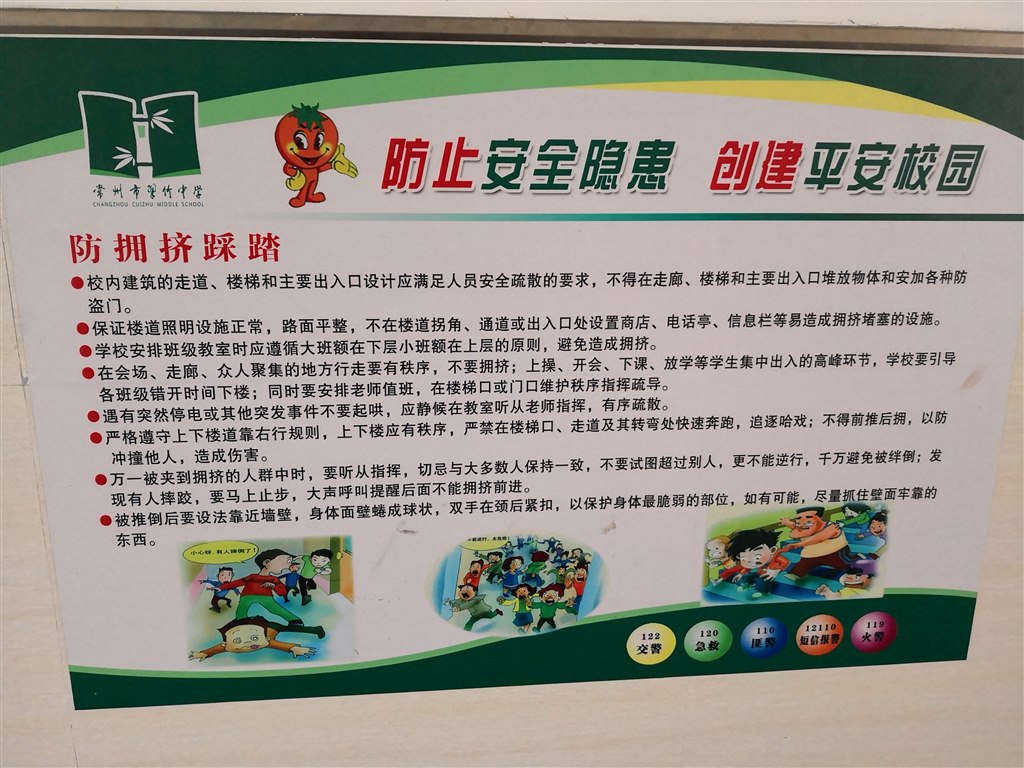 常州市翠竹中学
CHANGZHOU CUIZHU MIDDLE SCHOOL
防止安全隐患 创建平安校园
防拥挤踩踏
●校内建筑的走道、楼梯和主要出入口设计应满足人员安全疏散的要求，不得在走廊、楼梯和主要出入口堆放物体和安加各种防
盗门。
●保证楼道照明设施正常，路面平整，不在楼道拐角、通道或出入口处设置商店、电话亭、信息栏等易造成拥挤堵塞的设施。
●学校安排班级教室时应遵循大班额在下层小班额在上层的原则，避免造成拥挤。
●在会场、走廊、众人聚集的地方行走要有秩序，不要拥挤；上操、开会、下课、放学等学生集中出入的高峰环节，学校要引导
各班级错开时间下楼；同时要安排老师值班，在楼梯口或门口维护秩序指挥疏导。
●遇有突然停电或其他突发事件不要起哄，应静候在教室听从老师指挥，有序疏散。
●严格遵守上下楼道靠右行规则，上下楼应有秩序，严禁在楼梯口、走道及其转弯处快速奔跑，追逐哈戏；不得前推后拥，以防
冲撞他人，造成伤害。
●万一被夹到拥挤的人群中时，要听从指挥，切忌与大多数人保持一致，不要试图超过别人，更不能逆行，千万避免被绊倒；发
现有人摔跤，要马上止步，大声呼叫提醒后面不能拥挤前进。
●被推倒后要设法靠近墙壁，身体面壁蜷成球状，双手在颈后紧扣，以保护身体最脆弱的部位，如有可能，尽量抓住壁面牢靠的
东西。
小心呀，有人摔倒了！
不能逆行，太危险！
122 120 110 12110 119
交警 急救 匪警 短信报警 火警